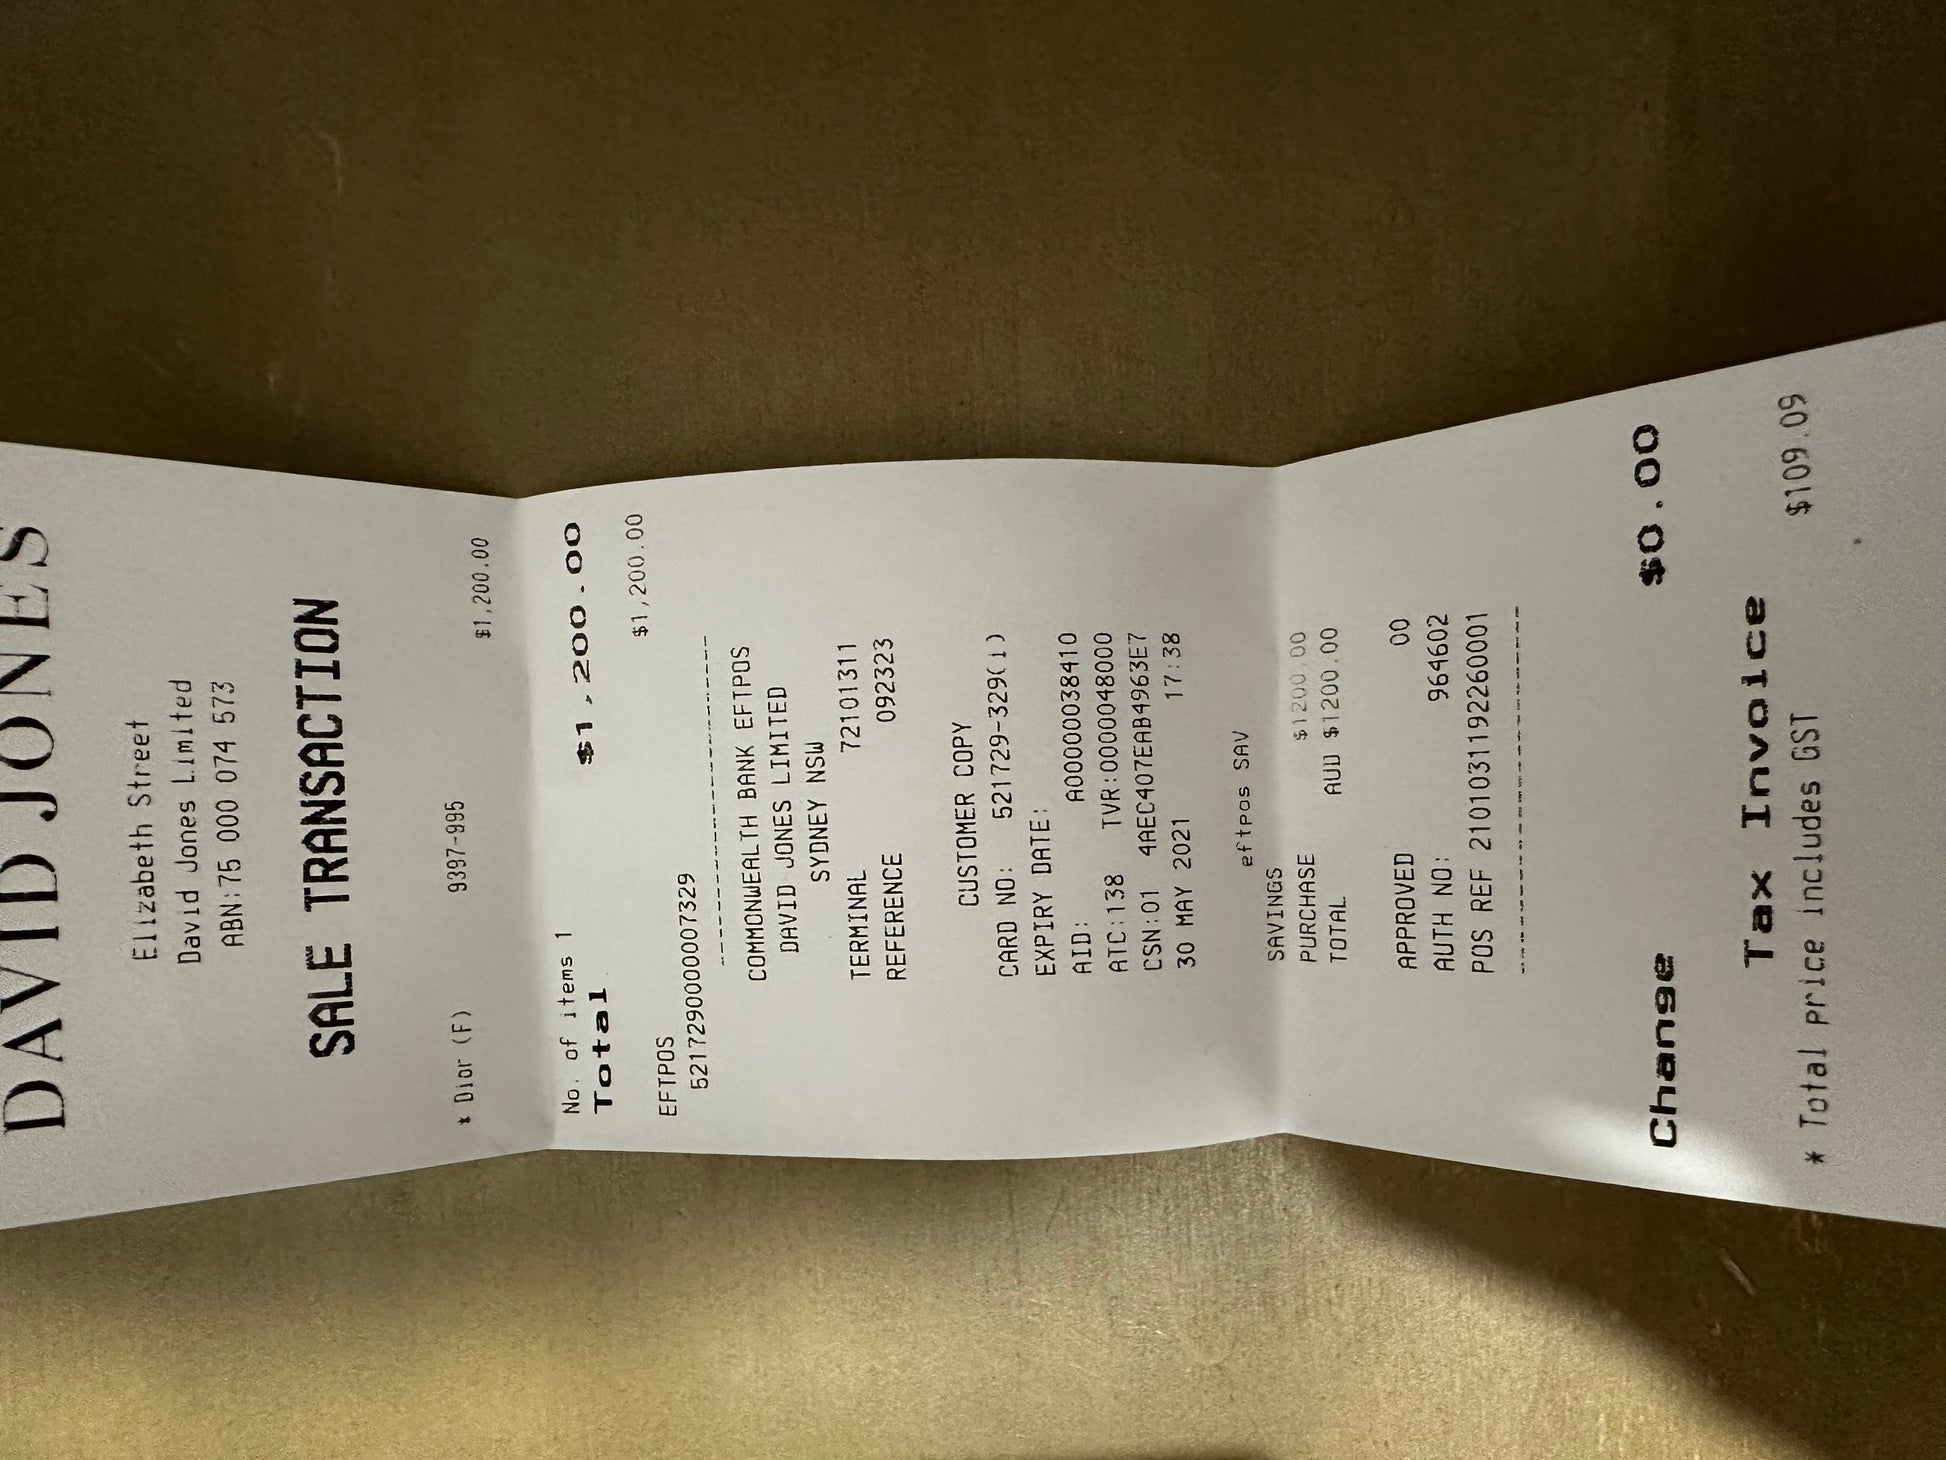 DAVID JONES
Elizabeth Street
David Jones Limited
ABN:75 000 074 573
SALE TRANSACTION
* Dior (F) 9397-995 $1,200.00
No. of items 1
Total $1,200.00
EFTPOS $1,200.00
5217290000007329
COMMONWEALTH BANK EFTPOS
DAVID JONES LIMITED
SYDNEY NSW
TERMINAL 72101311
REFERENCE 092323
CUSTOMER COPY
CARD NO: 521729-329(i)
EXPIRY DATE:
AID: A0000038410
ATC:138 TVR:0000048000
CSN:01 4AEC407EAB4963E7
30 MAY 2021 17:38
eftpos SAV
SAVINGS
PURCHASE $1200.00
TOTAL AUD $1200.00
APPROVED 00
AUTH NO: 964602
POS REF 2101031192260001
Change $0.00
Tax Invoice
* Total price includes GST $109.09